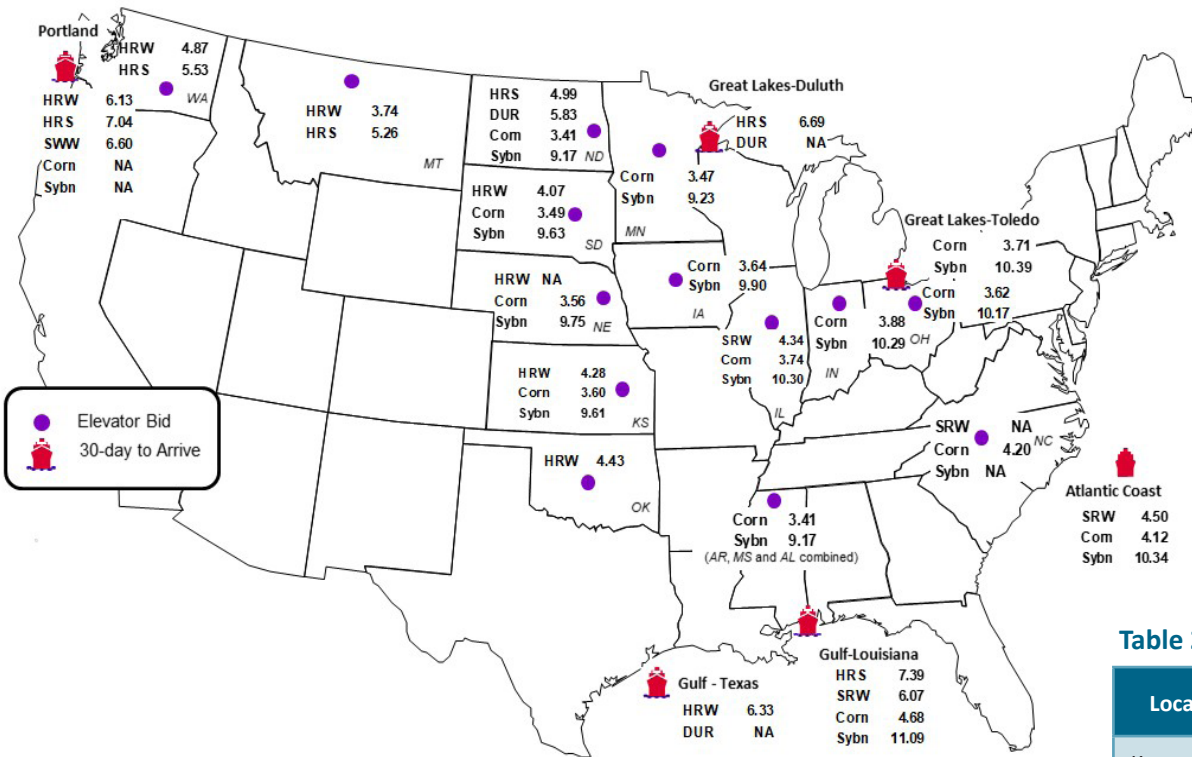 Portland
HRW 4.87
HRS 5.53
WA
HRW 6.13
HRS 7.04
SWW 6.60
Corn NA
Sybn NA
HRW 3.74
HRS 5.26
MT
HRS 4.99
DUR 5.83
Corn 3.41
Sybn 9.17
ND
Great Lakes-Duluth
HRS 6.69
DUR NA
Corn 3.47
Sybn 9.23
MN
HRW 4.07
Corn 3.49
Sybn 9.63
SD
Great Lakes-Toledo
Corn 3.71
Sybn 10.39
Corn 3.62
Sybn 10.17
OH
HRW NA
Corn 3.56
Sybn 9.75
NE
Corn 3.64
Sybn 9.90
IA
SRW 4.34
Corn 3.74
Sybn 10.30
IL
Corn 3.88
Sybn 10.29
IN
HRW 4.28
Corn 3.60
Sybn 9.61
KS
Elevator Bid
30-day to Arrive
HRW 4.43
OK
SRW NA
Corn 4.20
Sybn NA
NC
Corn 3.41
Sybn 9.17
(AR, MS and AL combined)
Atlantic Coast
SRW 4.50
Corn 4.12
Sybn 10.34
Gulf - Texas
HRW 6.33
DUR NA
Gulf-Louisiana
HRS 7.39
SRW 6.07
Corn 4.68
Sybn 11.09
Table